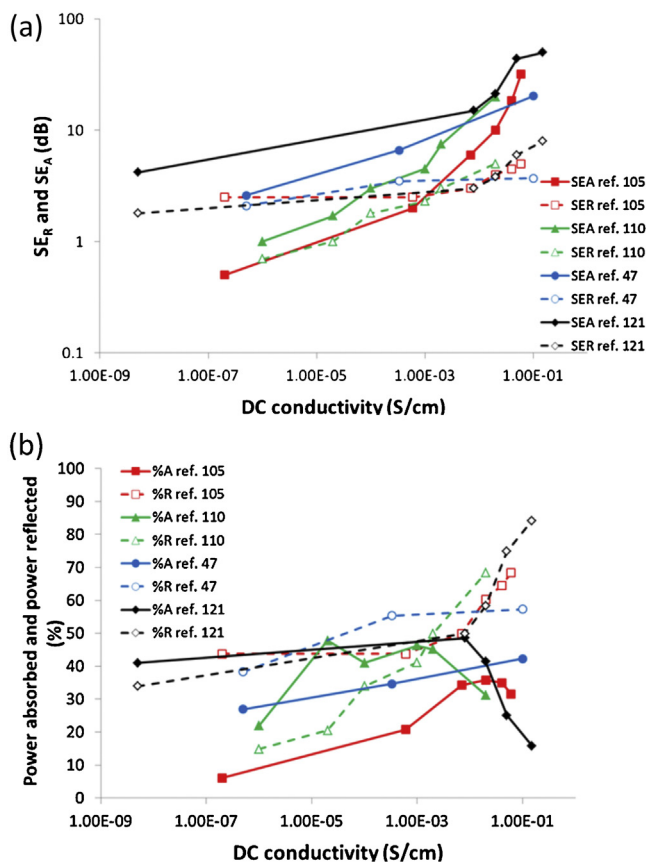 (a)
100
10
1
0.1
SER and SEA (dB)
1.00E-09 1.00E-07 1.00E-05 1.00E-03 1.00E-01
DC conductivity (S/cm)
SEA ref. 105
SER ref. 105
SEA ref. 110
SER ref. 110
SEA ref. 47
SER ref. 47
SEA ref. 121
SER ref. 121
(b)
100
90
80
70
60
50
40
30
20
10
0
Power absorbed and power reflected
(%)
%A ref. 105
%R ref. 105
%A ref. 110
%R ref. 110
%A ref. 47
%R ref. 47
%A ref. 121
%R ref. 121
1.00E-09 1.00E-07 1.00E-05 1.00E-03 1.00E-01
DC conductivity (S/cm)